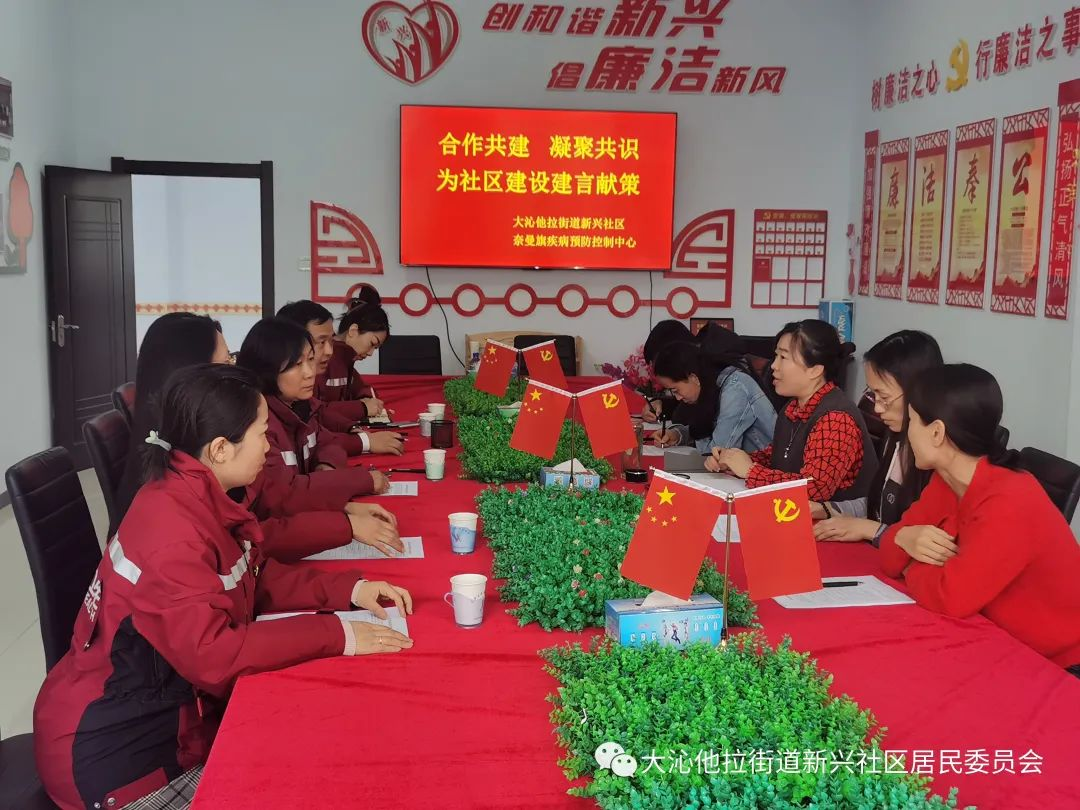 新兴
创和谐新兴
倡廉洁新风
树廉洁之心 行廉洁之事
合作共建 凝聚共识
为社区建设建言献策
大沁他拉街道新兴社区
奈曼旗疾病预防控制中心
廉
洁
奉
公
弘扬正气清风
大沁他拉街道新兴社区居民委员会